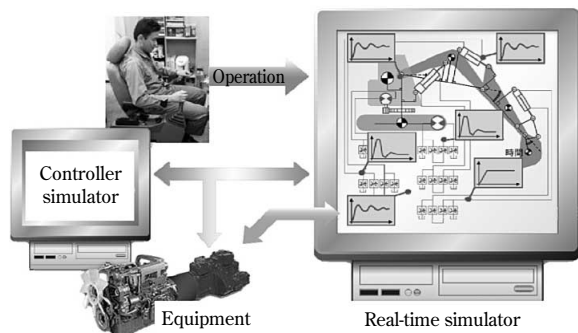 Operation
Controller
simulator
時間
Equipment
Real-time simulator